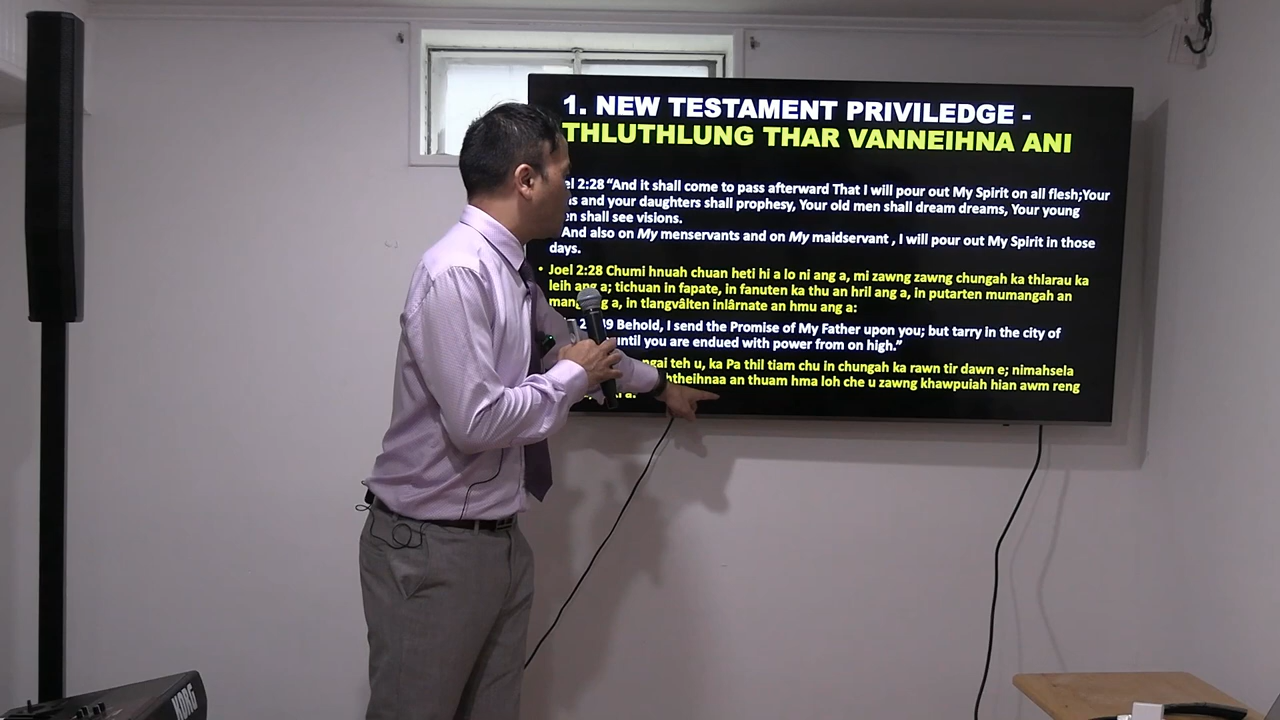 1. NEW TESTAMENT PRIVILEDGE -
THLUTHLUNG THAR VANNEIHNA ANI
2:28 “And it shall come to pass afterward That I will pour out My Spirit on all flesh;Your
and your daughters shall prophesy, Your old men shall dream dreams, Your young
shall see visions.
And also on My menservants and on My maidservant , I will pour out My Spirit in those
days.
• Joel 2:28 Chumi hnuah chuan heti hi a lo ni ang a, mi zawng zawng chungah ka thlarau ka
leih ang a; tichuan in fapate, in fanuten ka thu an hril ang a, in putarten mumangah an
a, in tlangvâlten inlârnate an hmu ang a:
Behold, I send the Promise of My Father upon you; but tarry in the city of
until you are endued with power from on high.”
teh u, ka Pa thil tiam chu in chungah ka rawn tir dawn e; nimahsela
an thuam hma loh che u zawng khawpuiah hian awm reng
KORG